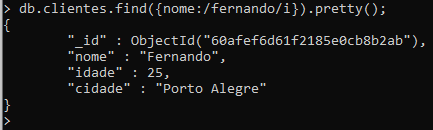 > db.clientes.find({nome:/fernando/i}).pretty();
{
        "_id" : ObjectId("60afef6d61f2185e0cb8b2ab"),
        "nome" : "Fernando",
        "idade" : 25,
        "cidade" : "Porto Alegre"
}
>